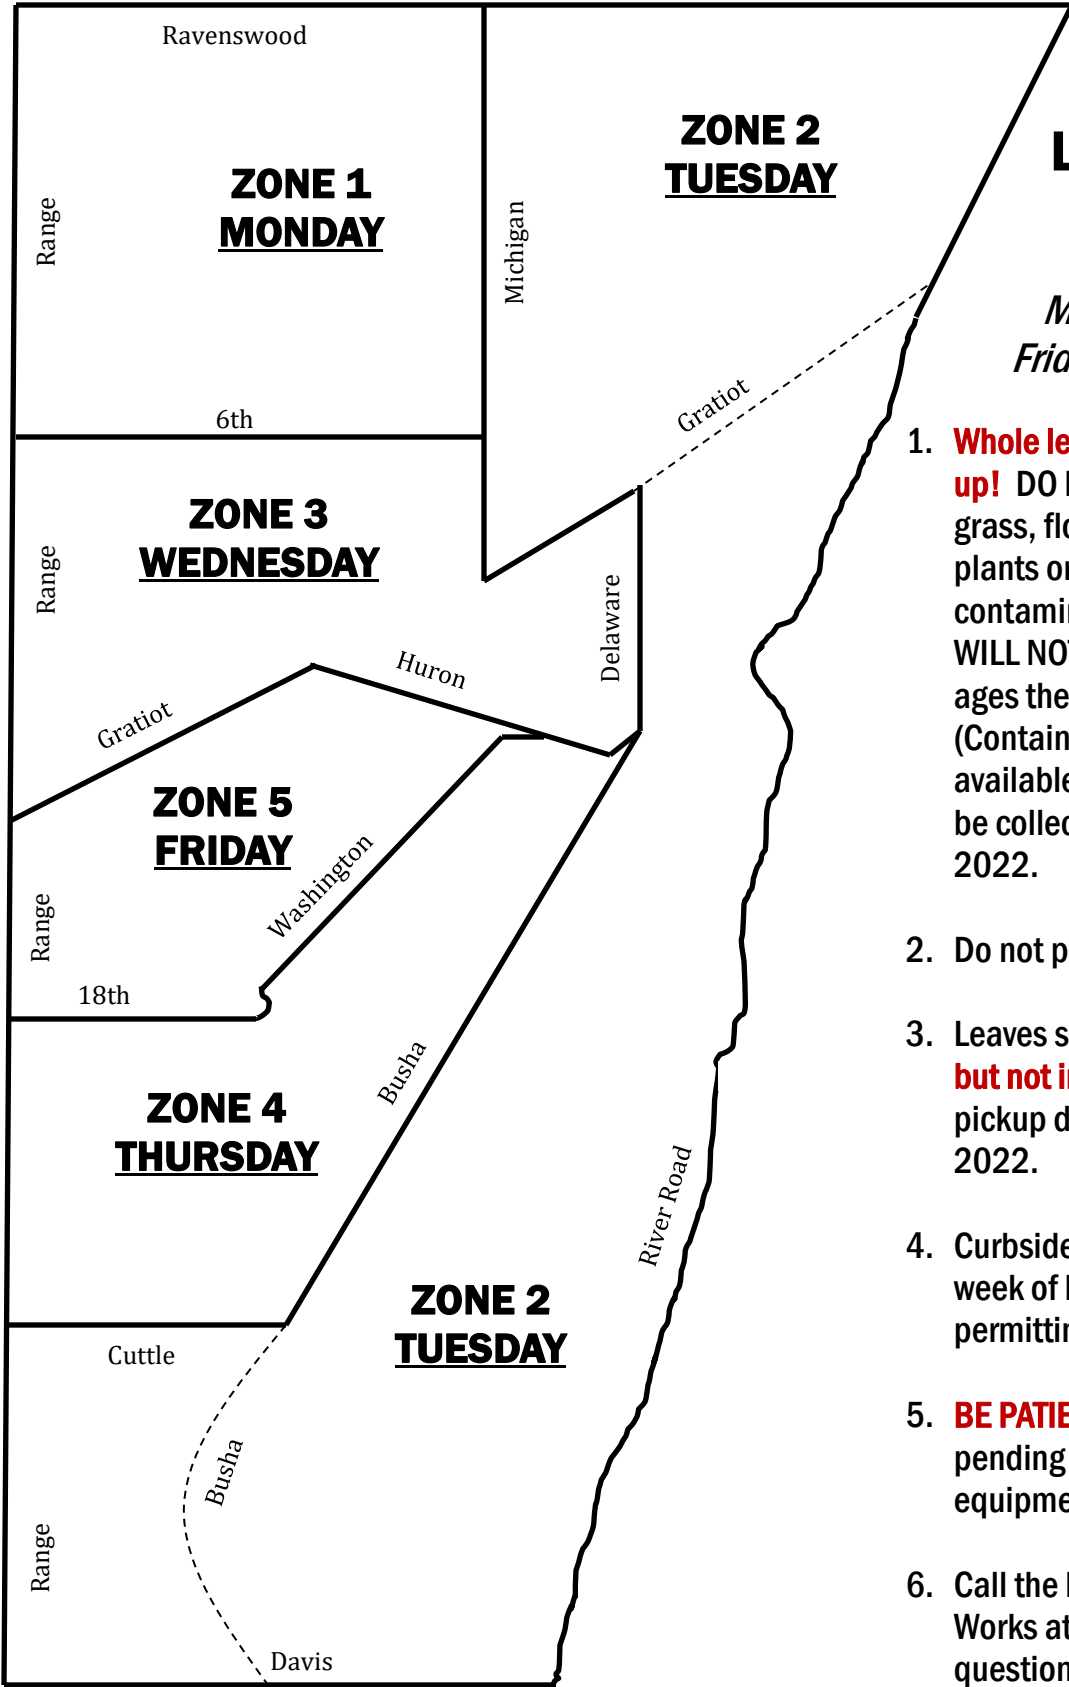 Ravenswood
ZONE 1
MONDAY
Range
Michigan
ZONE 2
TUESDAY
6th
Gratiot
ZONE 3
WEDNESDAY
Range
Delaware
Huron
Gratiot
ZONE 5
FRIDAY
Washington
Range
18th
Busha
ZONE 4
THURSDAY
River Road
ZONE 2
TUESDAY
Cuttle
Busha
Range
Davis
L
M
Frid
1. Whole le
up! DO
grass, flo
plants or
contamin
WILL NOT
ages the
(Contain
available
be collec
2022.
2. Do not p
3. Leaves s
but not i
pickup d
2022.
4. Curbside
week of
permittin
5. BE PATIE
pending
equipme
6. Call the
Works at
question